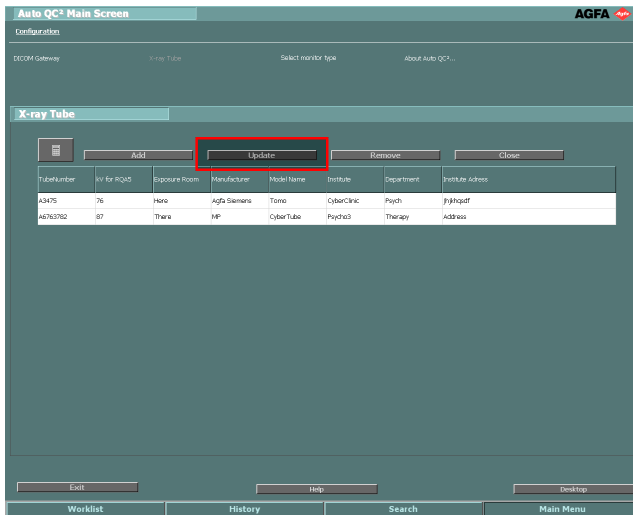 Auto QC² Main Screen
AGFA Agfa
Configuration
DICOM Gateway X-ray Tube Select monitor type About Auto QC²...
X-ray Tube
Add Update Remove Close
TubeNumber kV for RQA5 Exposure Room Manufacturer Model Name Institute Department Institute Adress
A3475 76 Here Agfa Siemens Tomo CyberClinic Psych jhjkhqsdf
A6763782 87 There MP CyberTube Psycho3 Therapy Address
Exit Help Desktop
Worklist History Search Main Menu